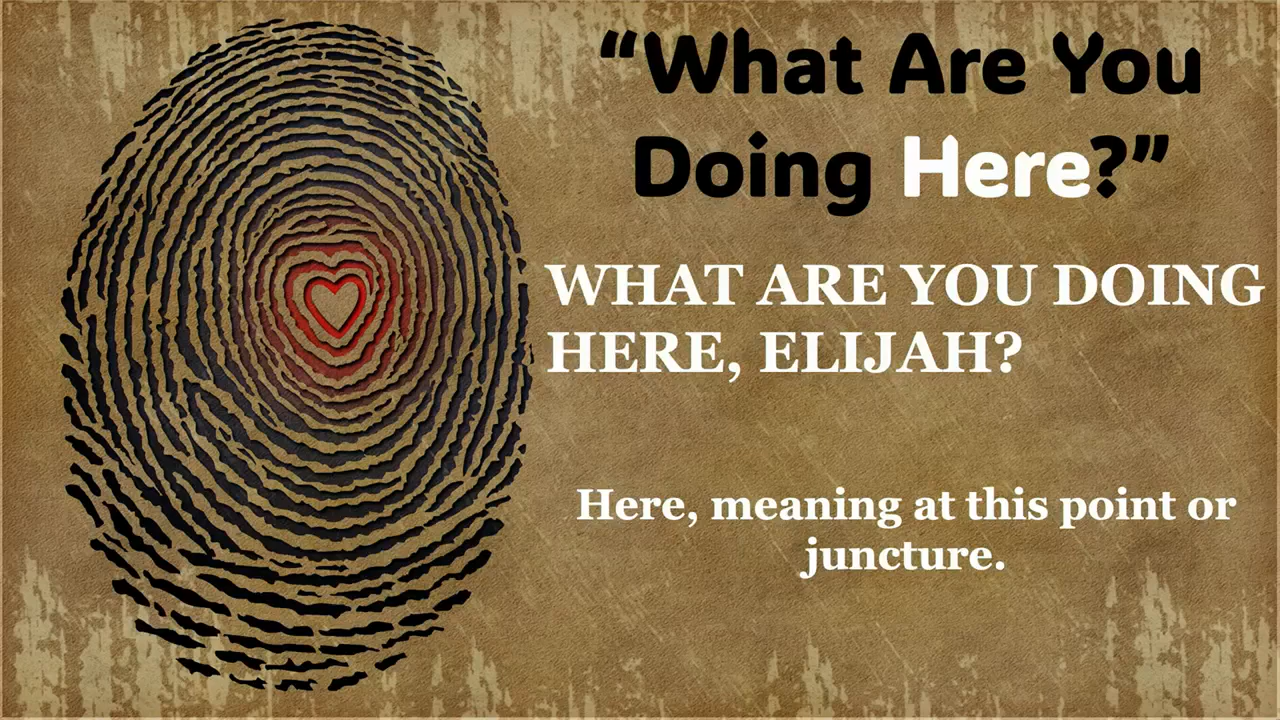 “What Are You
Doing Here?”
WHAT ARE YOU DOING
HERE, ELIJAH?
Here, meaning at this point or
juncture.